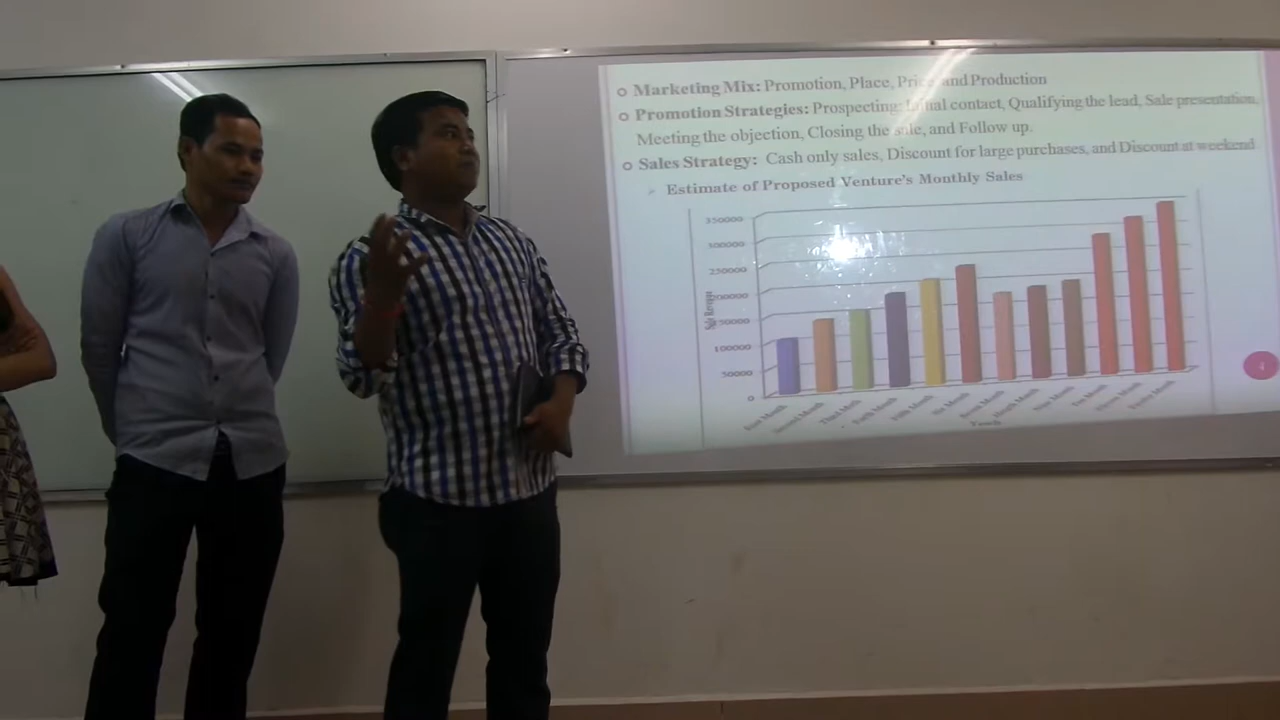 Marketing Mix: Promotion, Place, Price, and Production
Promotion Strategies: Prospecting, Initial contact, Qualifying the lead, Sale presentation,
Meeting the objection, Closing the sale, and Follow up.
Sales Strategy: Cash only sales, Discount for large purchases, and Discount at weekend
Estimate of Proposed Venture's Monthly Sales
350000
300000
250000
200000
150000
100000
50000
0
Second Month
Third Month
Fifth Month
4